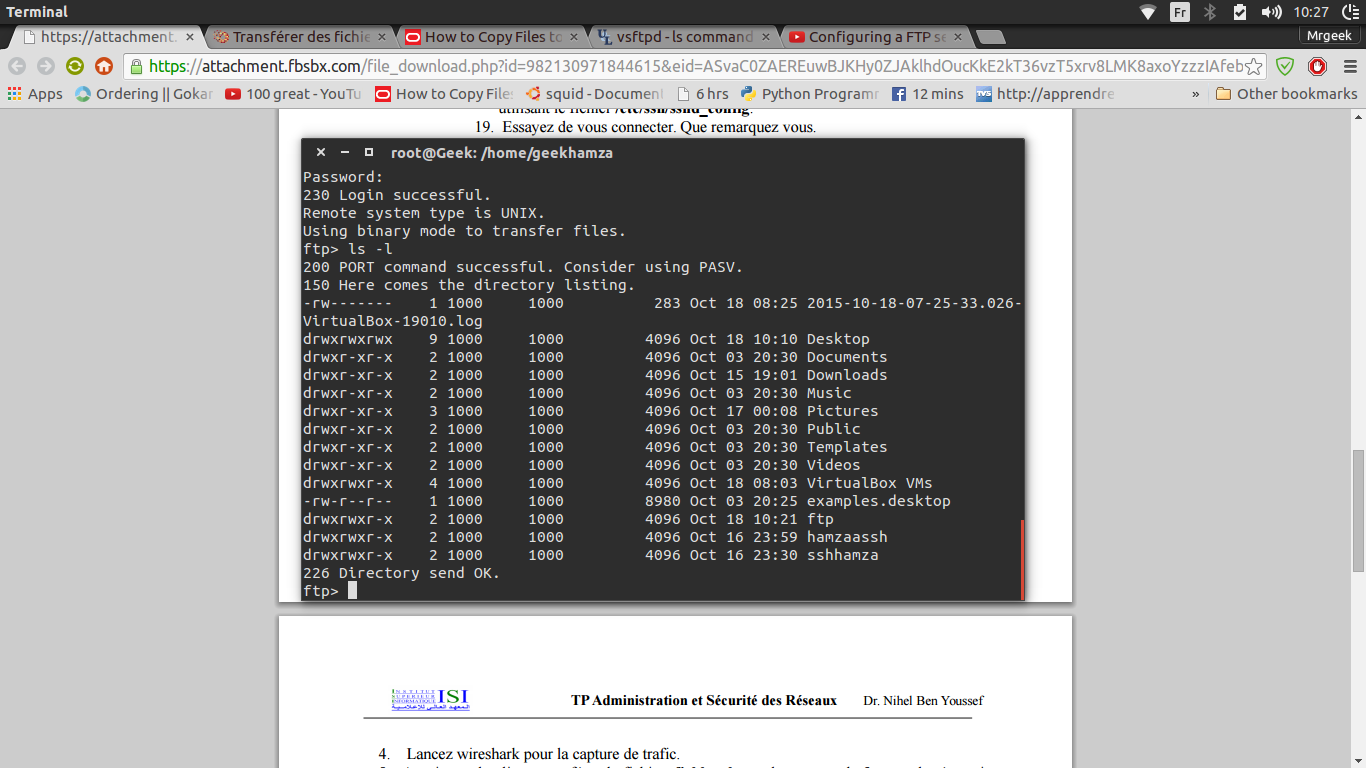 Terminal
Fr
10:27
https://attachment.
Transférer des fichie
How to Copy Files to
vsftpd - ls command
Configuring a FTP se
Mrgeek
https://attachment.fbsbx.com/file_download.php?id=982130971844615&eid=
Apps
Ordering || Gokar
100 great - YouTu
How to Copy Files
squid - Document
6 hrs
Python Programm
12 mins
http://apprendre
»
Other bookmarks
utilisant le fichier /etc/ssh/sshd_config.
19. Essayez de vous connecter. Que remarquez vous.
root@Geek: /home/geekhamza
Password:
230 Login successful.
Remote system type is UNIX.
Using binary mode to transfer files.
ftp> ls -l
200 PORT command successful. Consider using PASV.
150 Here comes the directory listing.
-rw------- 1 1000 1000 283 Oct 18 08:25 2015-10-18-07-25-33.026-
VirtualBox-19010.log
drwxrwxrwx 9 1000 1000 4096 Oct 18 10:10 Desktop
drwxr-xr-x 2 1000 1000 4096 Oct 03 20:30 Documents
drwxr-xr-x 2 1000 1000 4096 Oct 15 19:01 Downloads
drwxr-xr-x 2 1000 1000 4096 Oct 03 20:30 Music
drwxr-xr-x 3 1000 1000 4096 Oct 17 00:08 Pictures
drwxr-xr-x 2 1000 1000 4096 Oct 03 20:30 Public
drwxr-xr-x 2 1000 1000 4096 Oct 03 20:30 Templates
drwxr-xr-x 2 1000 1000 4096 Oct 03 20:30 Videos
drwxrwxr-x 4 1000 1000 4096 Oct 18 08:03 VirtualBox VMs
-rw-r--r-- 1 1000 1000 8980 Oct 03 20:25 examples.desktop
drwxrwxr-x 2 1000 1000 4096 Oct 18 10:21 ftp
drwxrwxr-x 2 1000 1000 4096 Oct 16 23:59 hamzaassh
drwxrwxr-x 2 1000 1000 4096 Oct 16 23:30 sshhamza
226 Directory send OK.
ftp>
INSTITUT
SUPERIEUR
INFORMATIQUE
ISI
المعهد العالي للإعلامية
TP Administration et Sécurité des Réseaux Dr. Nihel Ben Youssef
4. Lancez wireshark pour la capture de trafic.